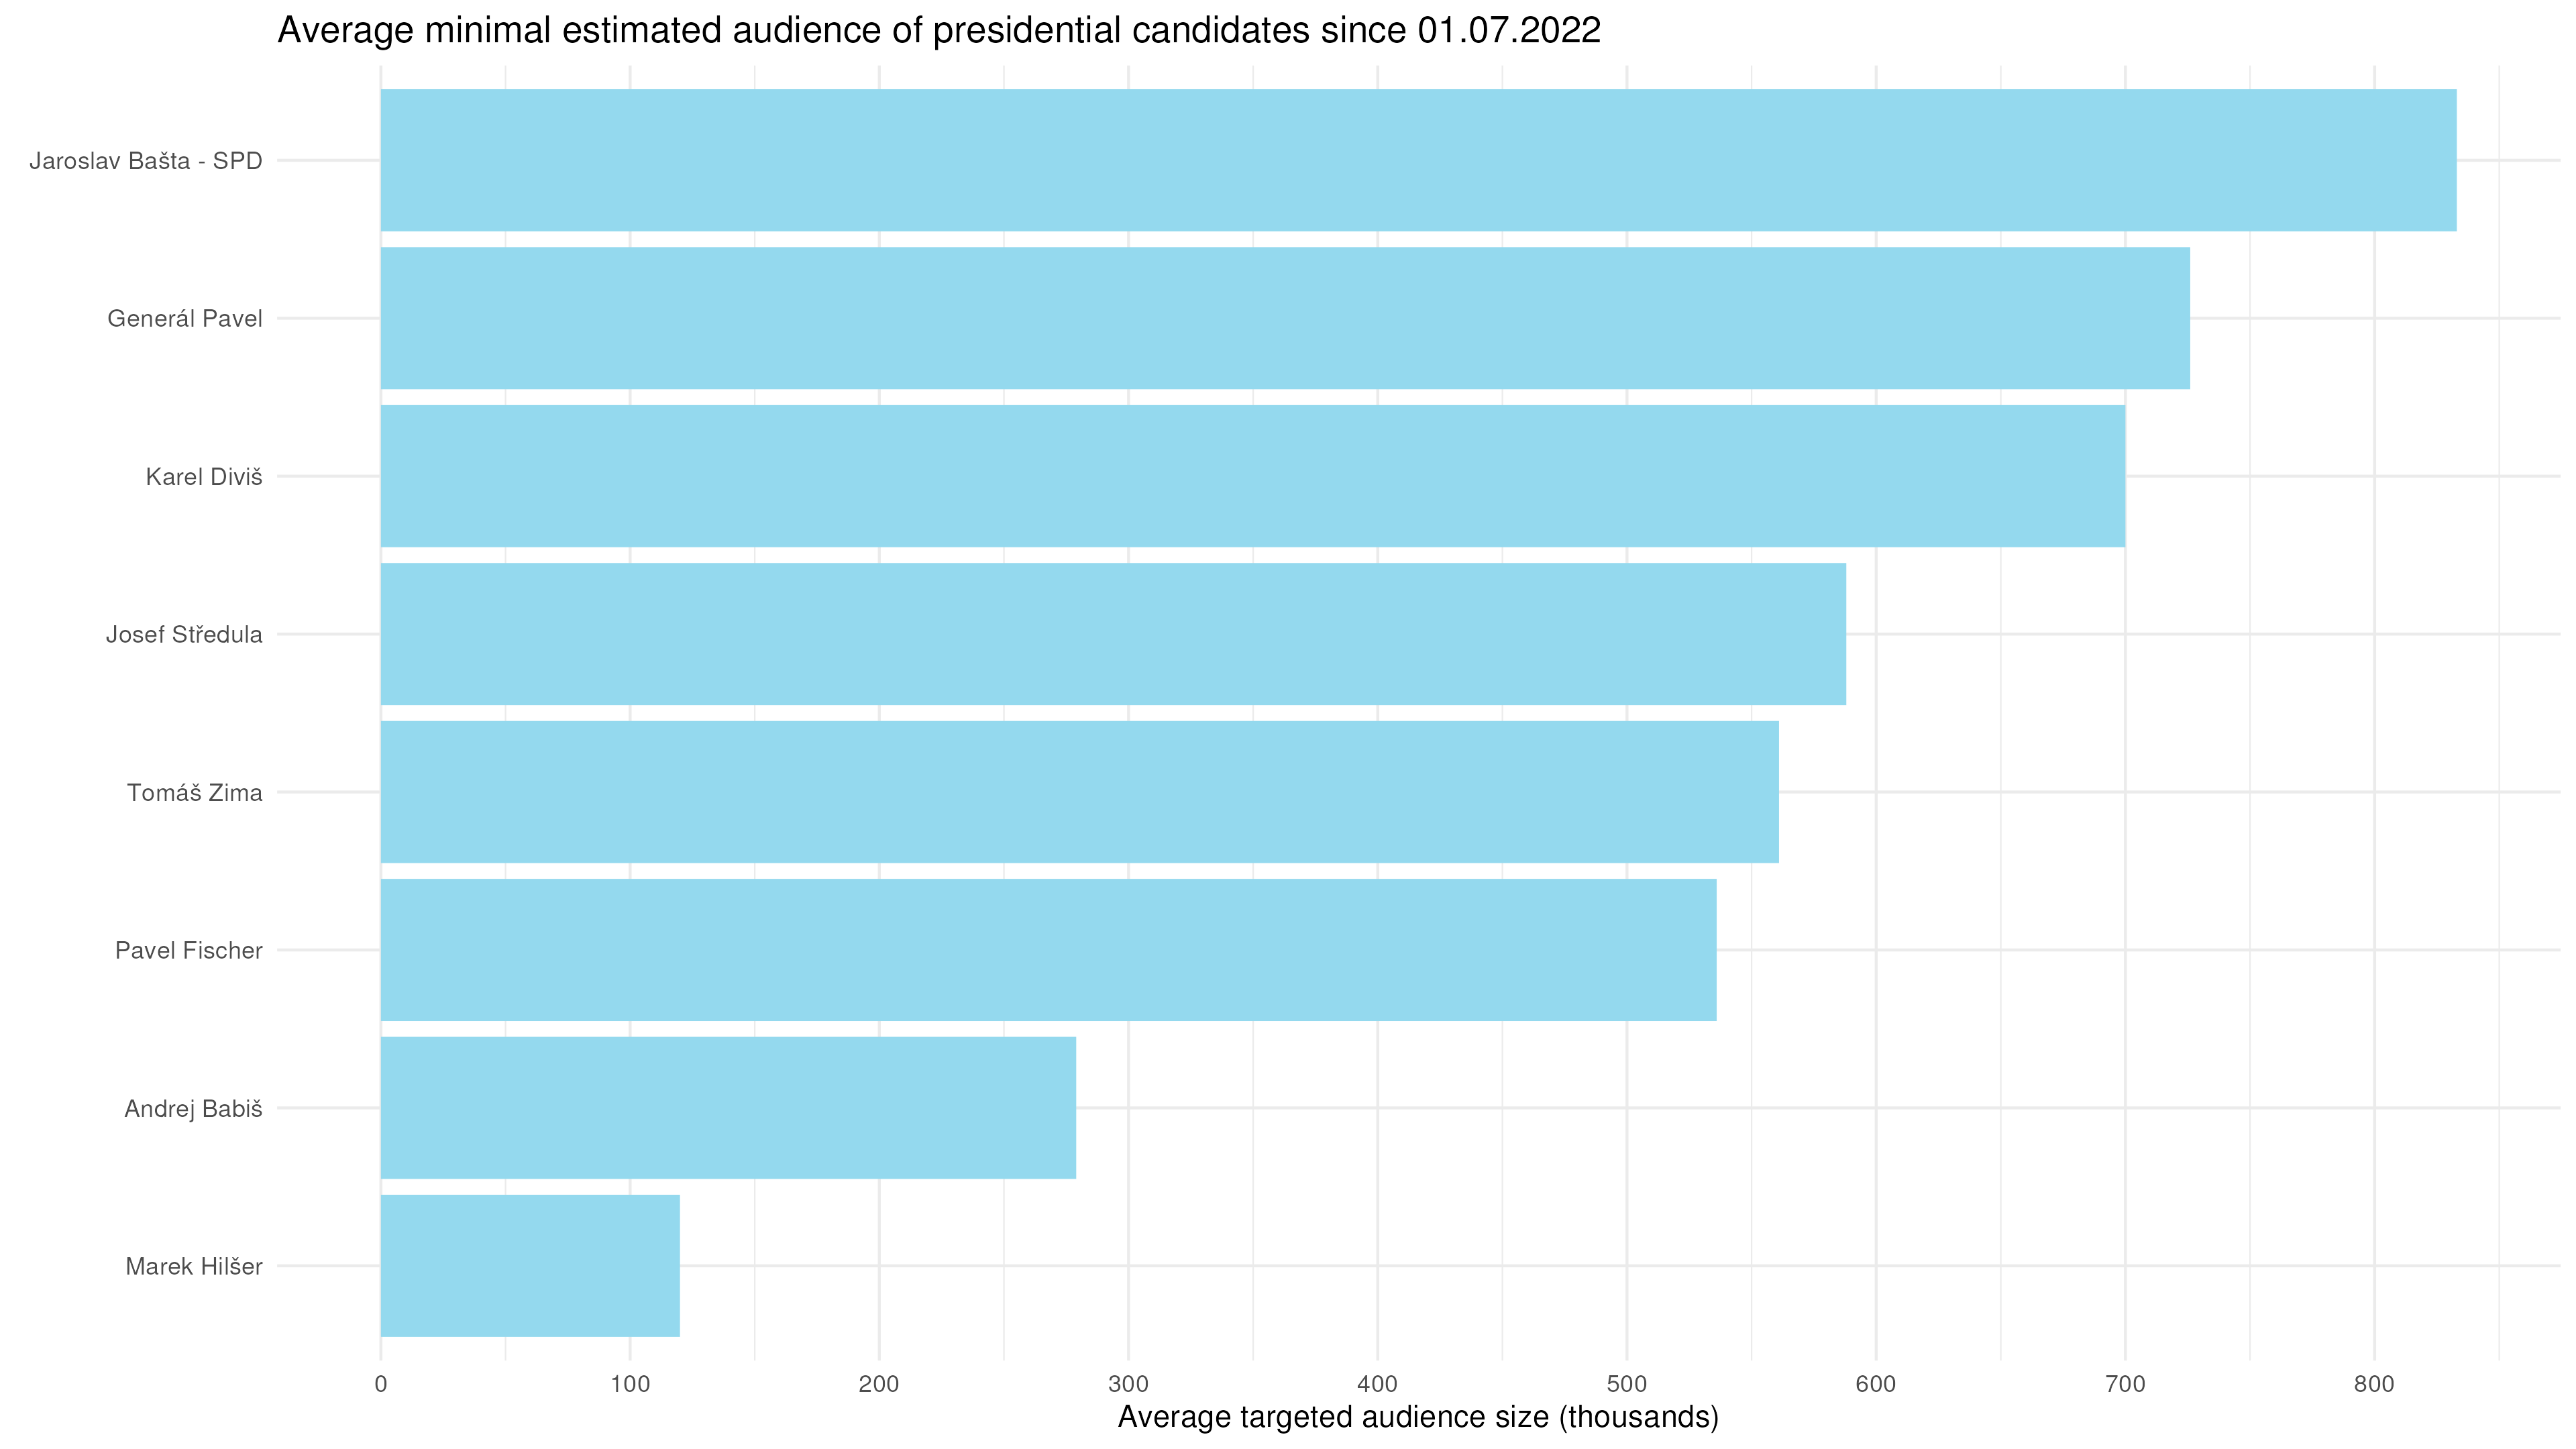 Average minimal estimated audience of presidential candidates since 01.07.2022
Jaroslav Bašta - SPD
Generál Pavel
Karel Diviš
Josef Středula
Tomáš Zima
Pavel Fischer
Andrej Babiš
Marek Hilšer
0 100 200 300 400 500 600 700 800
Average targeted audience size (thousands)